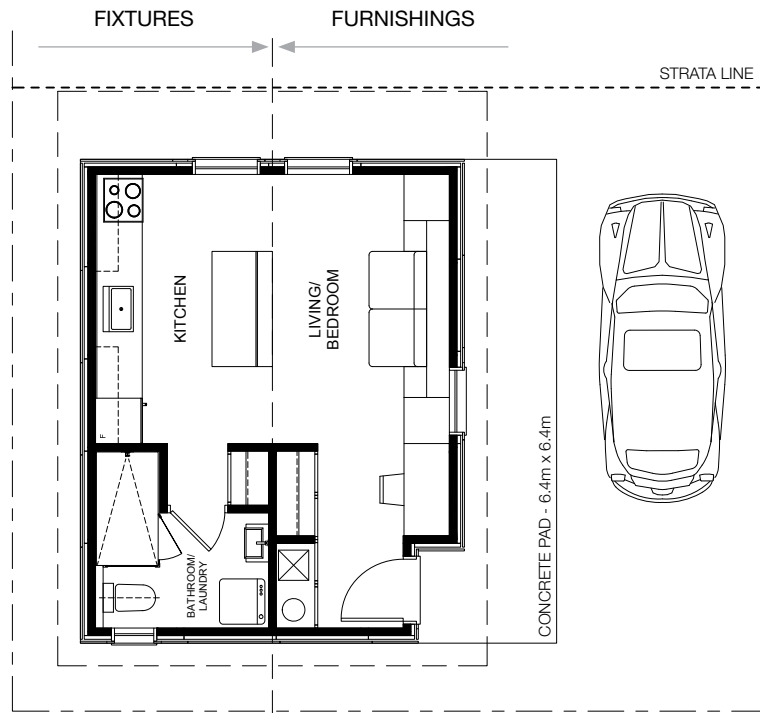 FIXTURES
FURNISHINGS
STRATA LINE
KITCHEN
LIVING/
BEDROOM
F
CONCRETE PAD - 6.4m x 6.4m
BATHROOM/
LAUNDRY